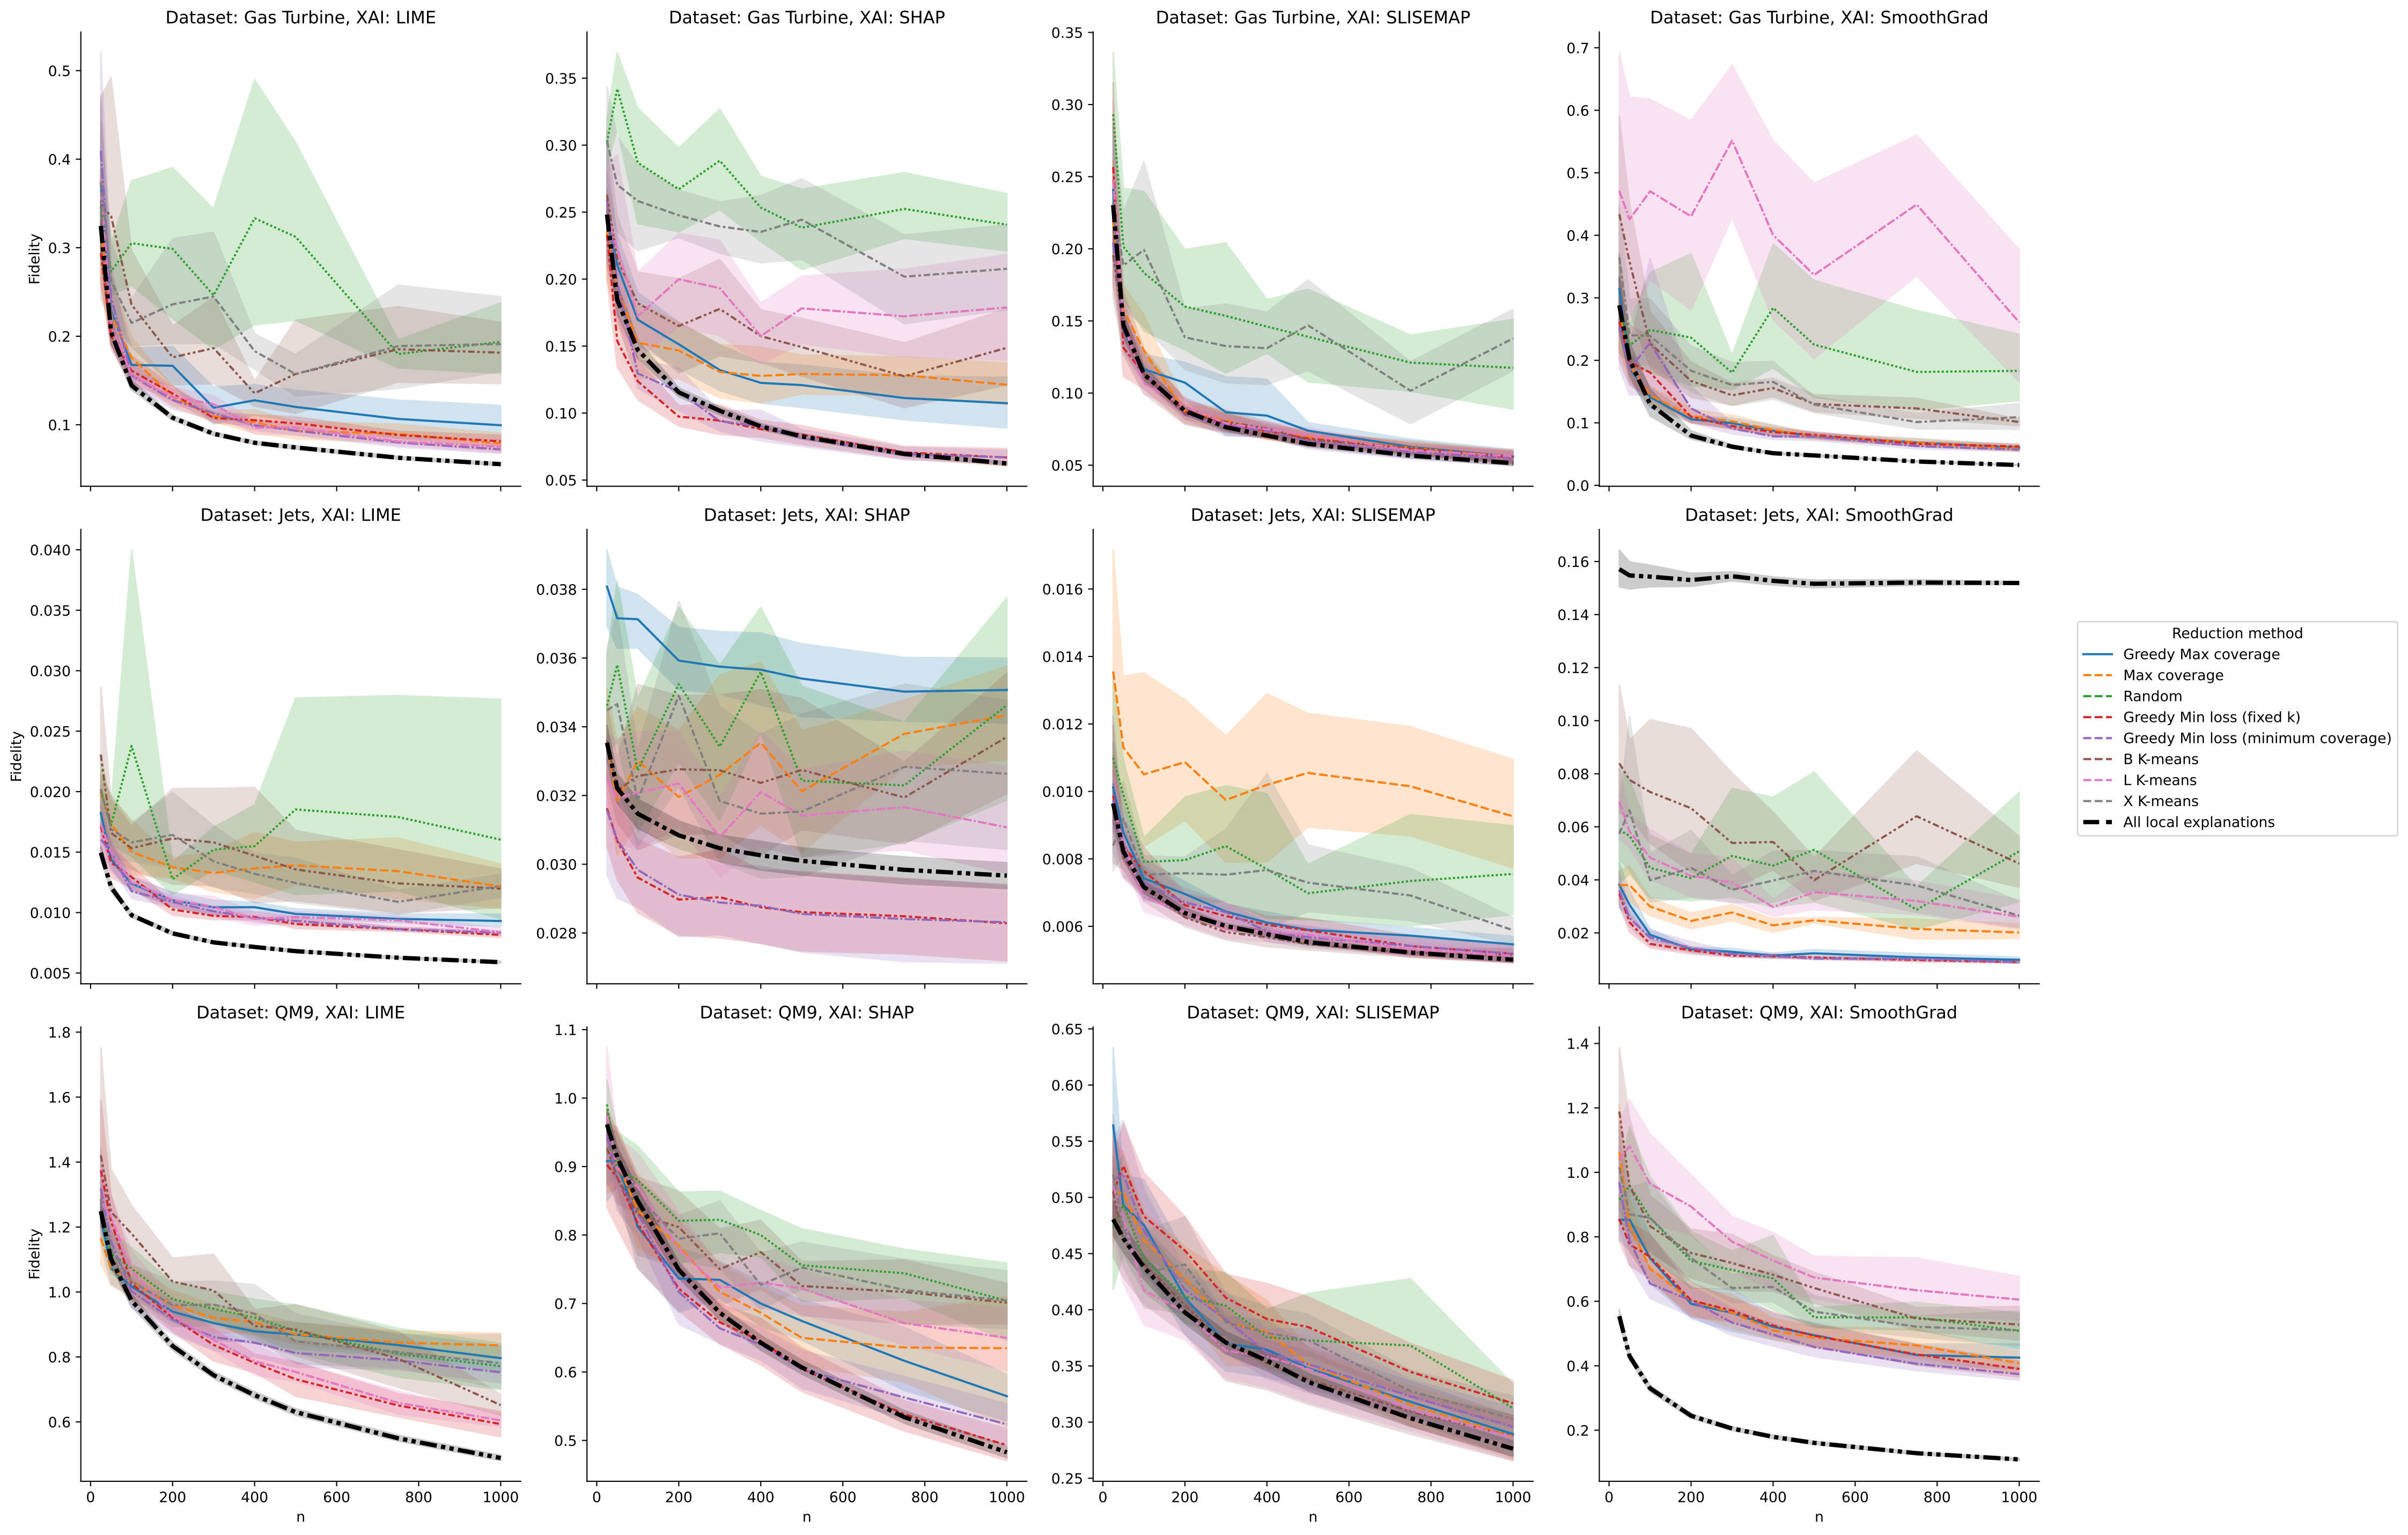 Dataset: Gas Turbine, XAI: LIME
Dataset: Gas Turbine, XAI: SHAP
Dataset: Gas Turbine, XAI: SLISEMAP
Dataset: Gas Turbine, XAI: SmoothGrad
Fidelity
0.5
0.4
0.3
0.2
0.1
0.35
0.30
0.25
0.20
0.15
0.10
0.05
0.35
0.30
0.25
0.20
0.15
0.10
0.05
0.7
0.6
0.5
0.4
0.3
0.2
0.1
0.0
Dataset: Jets, XAI: LIME
Dataset: Jets, XAI: SHAP
Dataset: Jets, XAI: SLISEMAP
Dataset: Jets, XAI: SmoothGrad
Fidelity
0.040
0.035
0.030
0.025
0.020
0.015
0.010
0.005
0.038
0.036
0.034
0.032
0.030
0.028
0.016
0.014
0.012
0.010
0.008
0.006
0.16
0.14
0.12
0.10
0.08
0.06
0.04
0.02
Reduction method
Greedy Max coverage
Max coverage
Random
Greedy Min loss (fixed k)
Greedy Min loss (minimum coverage)
B K-means
L K-means
X K-means
All local explanations
Dataset: QM9, XAI: LIME
Dataset: QM9, XAI: SHAP
Dataset: QM9, XAI: SLISEMAP
Dataset: QM9, XAI: SmoothGrad
Fidelity
1.8
1.6
1.4
1.2
1.0
0.8
0.6
1.1
1.0
0.9
0.8
0.7
0.6
0.5
0.65
0.60
0.55
0.50
0.45
0.40
0.35
0.30
0.25
1.4
1.2
1.0
0.8
0.6
0.4
0.2
0 200 400 600 800 1000
n
0 200 400 600 800 1000
n
0 200 400 600 800 1000
n
0 200 400 600 800 1000
n